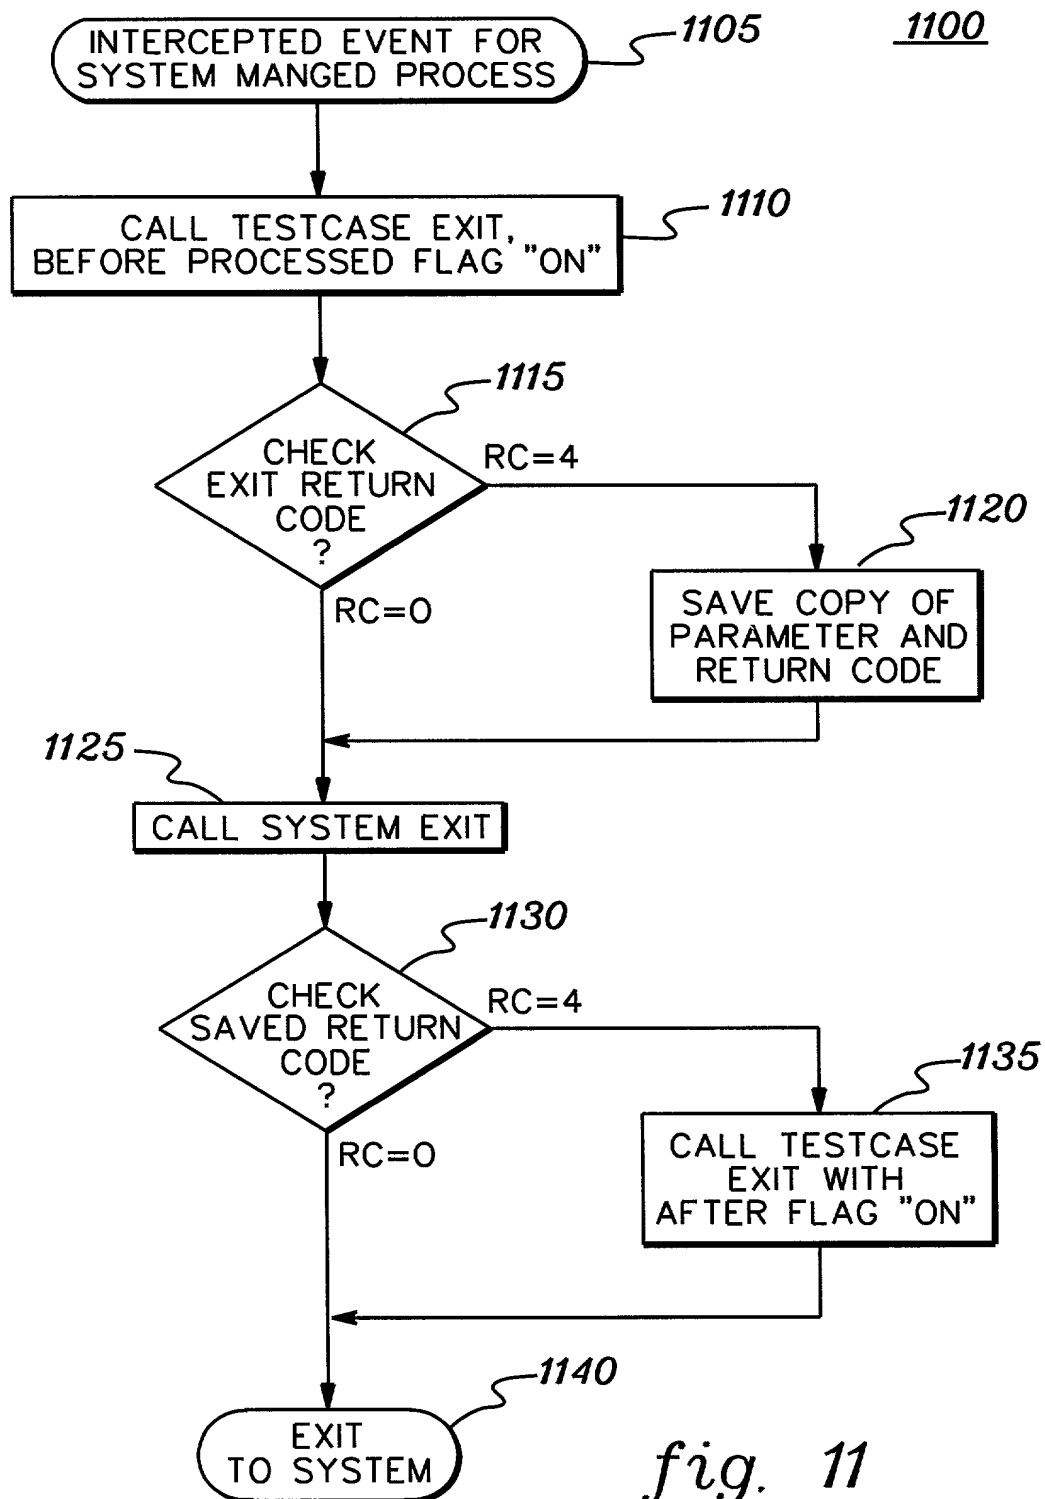 1100
INTERCEPTED EVENT FOR
SYSTEM MANGED PROCESS
1105
CALL TESTCASE EXIT,
BEFORE PROCESSED FLAG "ON"
1110
CHECK
EXIT RETURN
CODE
?
1115
RC=4
RC=0
SAVE COPY OF
PARAMETER AND
RETURN CODE
1120
1125
CALL SYSTEM EXIT
CHECK
SAVED RETURN
CODE
?
1130
RC=4
RC=0
CALL TESTCASE
EXIT WITH
AFTER FLAG "ON"
1135
EXIT
TO SYSTEM
1140
fig. 11